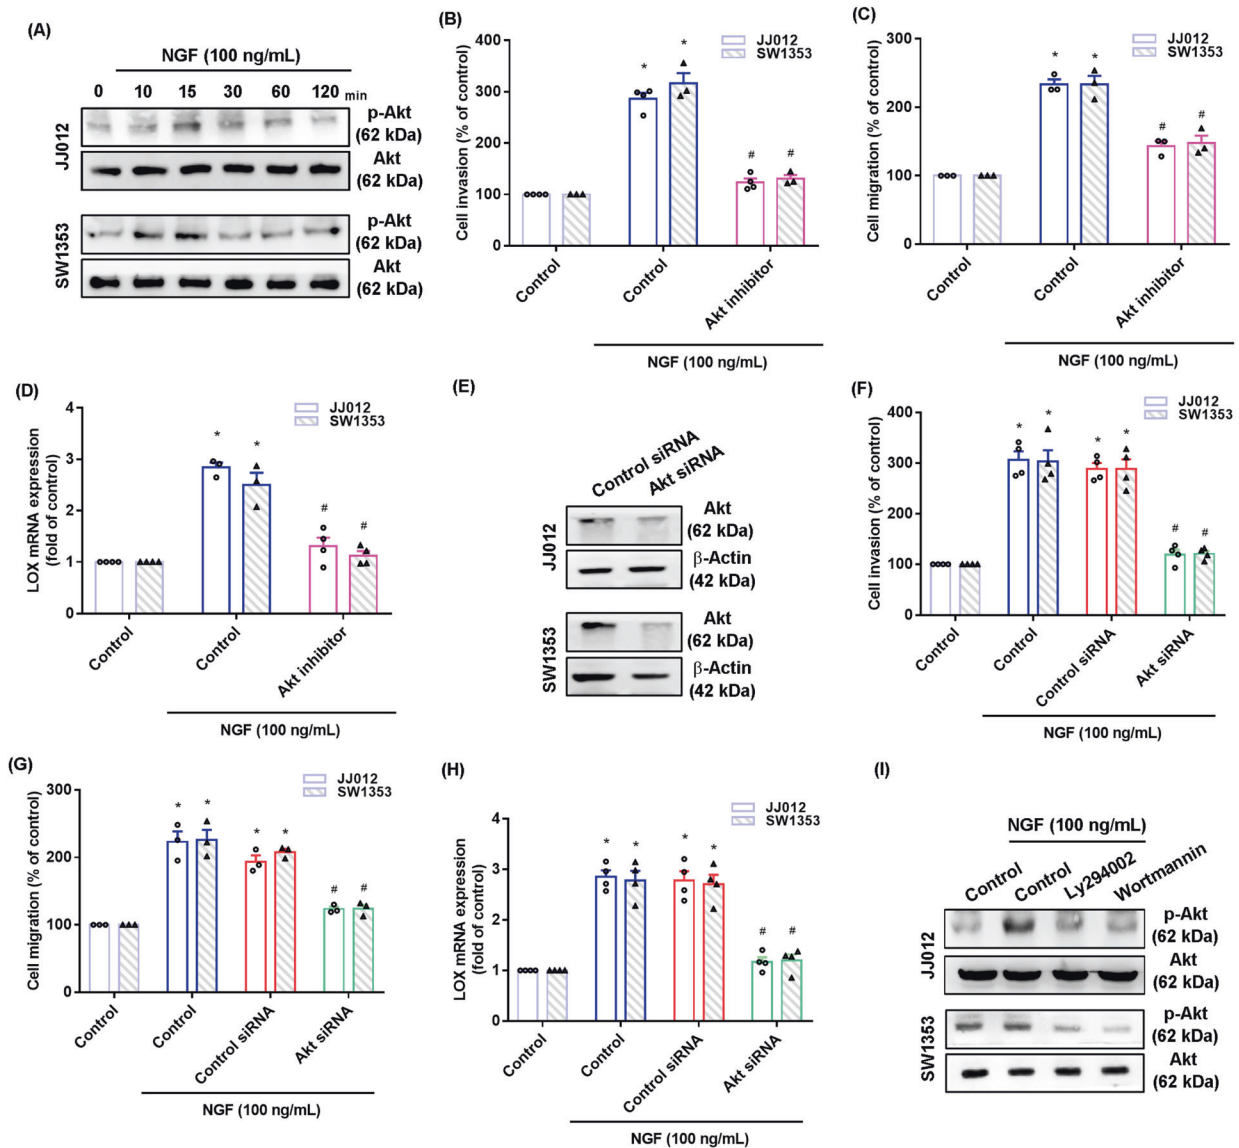 (A)
NGF (100 ng/mL)
0 10 15 30 60 120 min
JJ012
p-Akt
(62 kDa)
Akt
(62 kDa)
SW1353
p-Akt
(62 kDa)
Akt
(62 kDa)
(B)
JJ012
SW1353
Cell invasion (% of control)
400
300
200
100
0
* *
# #
Control
Control
Akt inhibitor
NGF (100 ng/mL)
(C)
JJ012
SW1353
Cell migration (% of control)
300
250
200
150
100
0
* *
# #
Control
Control
Akt inhibitor
NGF (100 ng/mL)
(D)
JJ012
SW1353
LOX mRNA expression
(fold of control)
4
3
2
1
0
* *
# #
Control
Control
Akt inhibitor
NGF (100 ng/mL)
(E)
Control siRNA
Akt siRNA
JJ012
Akt
(62 kDa)
β-Actin
(42 kDa)
SW1353
Akt
(62 kDa)
β-Actin
(42 kDa)
(F)
JJ012
SW1353
Cell invasion (% of control)
400
300
200
100
0
* * * *
# #
Control
Control
Control siRNA
Akt siRNA
NGF (100 ng/mL)
(G)
JJ012
SW1353
Cell migration (% of control)
300
200
100
0
* * * *
# #
Control
Control
Control siRNA
Akt siRNA
NGF (100 ng/mL)
(H)
JJ012
SW1353
LOX mRNA expression
(fold of control)
4
3
2
1
0
* * * *
# #
Control
Control
Control siRNA
Akt siRNA
NGF (100 ng/mL)
(I)
NGF (100 ng/mL)
Control
Control
Ly294002
Wortmannin
JJ012
p-Akt
(62 kDa)
Akt
(62 kDa)
SW1353
p-Akt
(62 kDa)
Akt
(62 kDa)